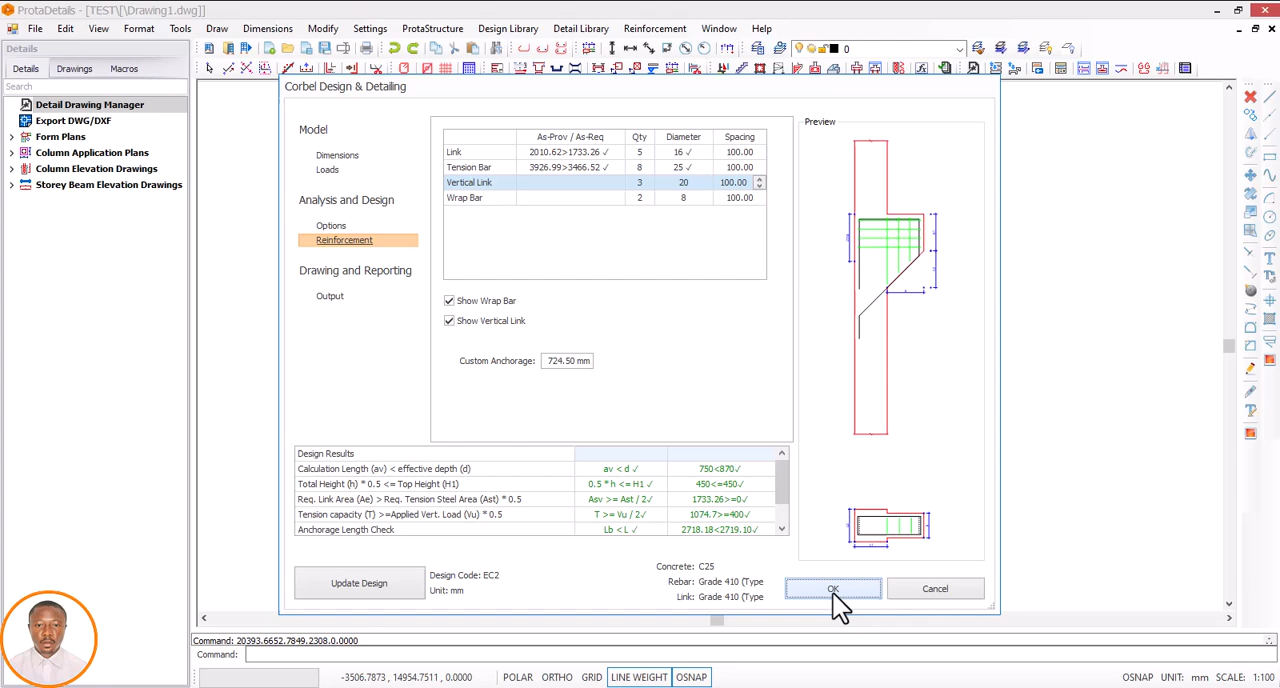 ProtaDetails - [TEST\[\Drawing1.dwg]]
File Edit View Format Tools Draw Dimensions Modify Settings ProtaStructure Design Library Detail Library Reinforcement Window Help
0
Details
Details Drawings Macros
Search
Detail Drawing Manager
Export DWG/DXF
Form Plans
Column Application Plans
Column Elevation Drawings
Storey Beam Elevation Drawings
Corbel Design & Detailing
Model
Dimensions
Loads
Analysis and Design
Options
Reinforcement
Drawing and Reporting
Output
As-Prov / As-Req Qty Diameter Spacing
Link 2010.62>1733.26 ✓ 5 16 ✓ 100.00
Tension Bar 3926.99>3466.52 ✓ 8 25 ✓ 100.00
Vertical Link 3 20 100.00
Wrap Bar 2 8 100.00
Show Wrap Bar
Show Vertical Link
Custom Anchorage: 724.50 mm
Design Results
Calculation Length (av) < effective depth (d) av < d ✓ 750<870✓
Total Height (h) * 0.5 <= Top Height (H1) 0.5 * h <= H1 ✓ 450<=450✓
Req. Link Area (Ae) > Req. Tension Steel Area (Ast) * 0.5 Asv >= Ast / 2✓ 1733.26>=0✓
Tension capacity (T) >=Applied Vert. Load (Vu) * 0.5 T >= Vu / 2✓ 1074.7>=400✓
Anchorage Length Check Lb < L ✓ 2718.18<2719.10✓
Update Design
Design Code: EC2
Unit: mm
Concrete: C25
Rebar: Grade 410 (Type
Link: Grade 410 (Type
OK
Cancel
Preview
Command: 20393.6652.7849.2308.0.0000
Command:
-3506.7873, 14954.7511, 0.0000 POLAR ORTHO GRID LINE WEIGHT OSNAP OSNAP UNIT: mm SCALE: 1:100